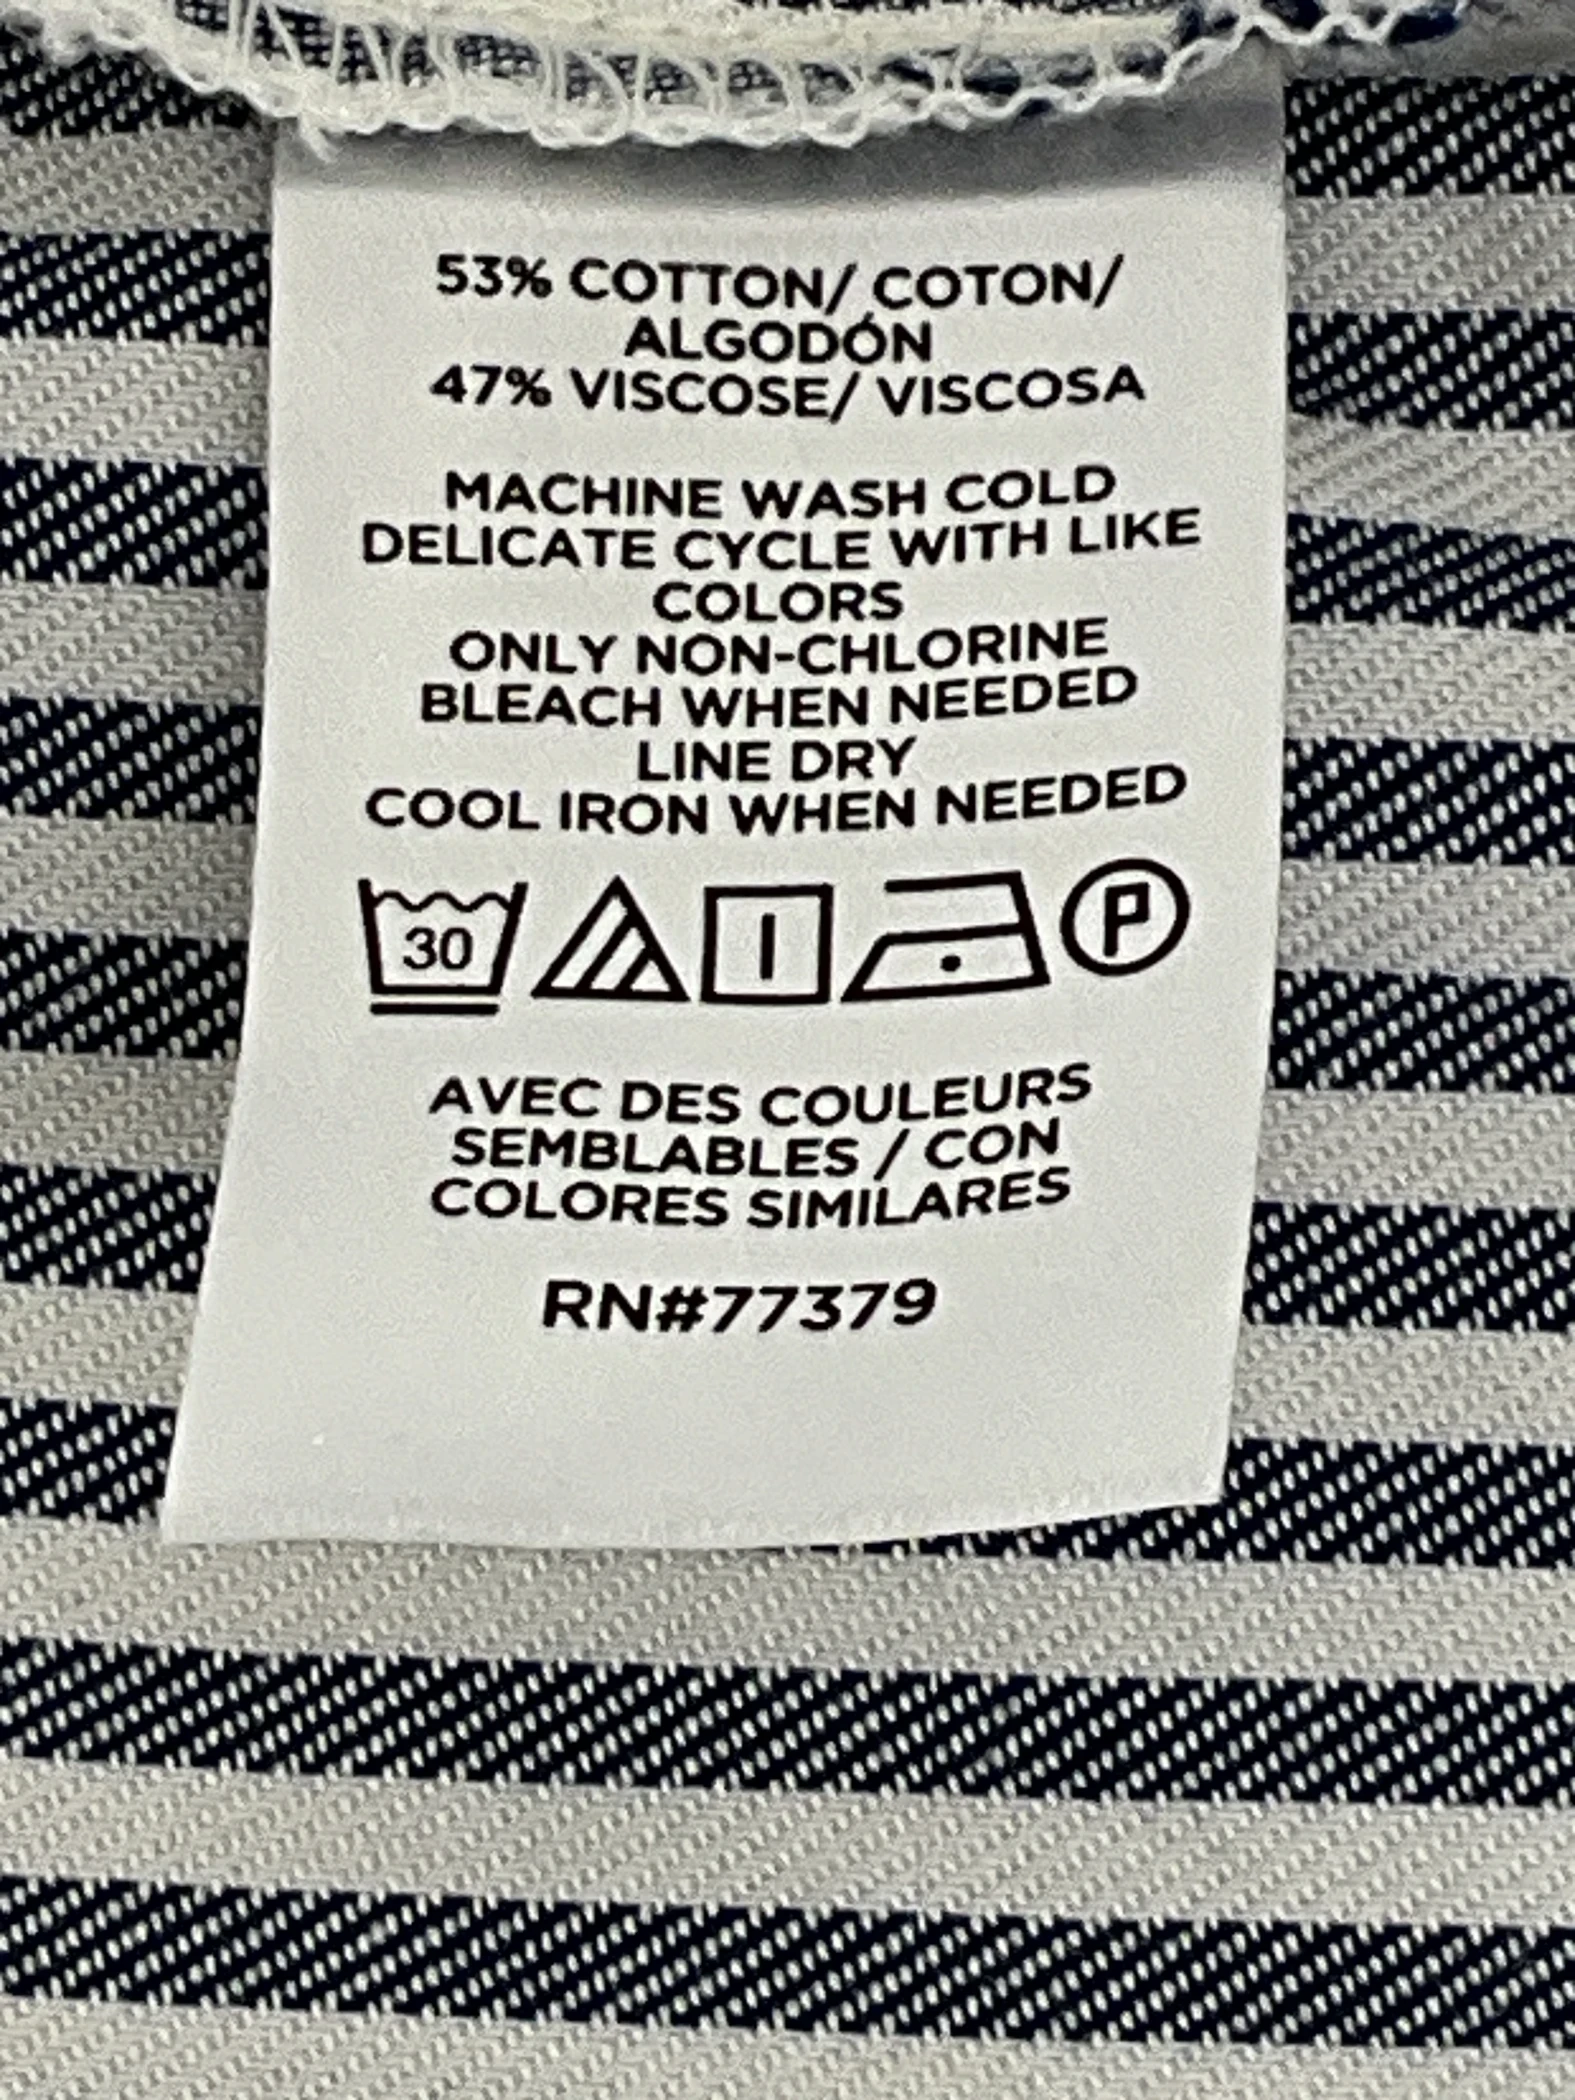 53% COTTON/ COTON/
ALGODÓN
47% VISCOSE/ VISCOSA
MACHINE WASH COLD
DELICATE CYCLE WITH LIKE
COLORS
ONLY NON-CHLORINE
BLEACH WHEN NEEDED
LINE DRY
COOL IRON WHEN NEEDED
30 P
AVEC DES COULEURS
SEMBLABLES / CON
COLORES SIMILARES
RN#77379